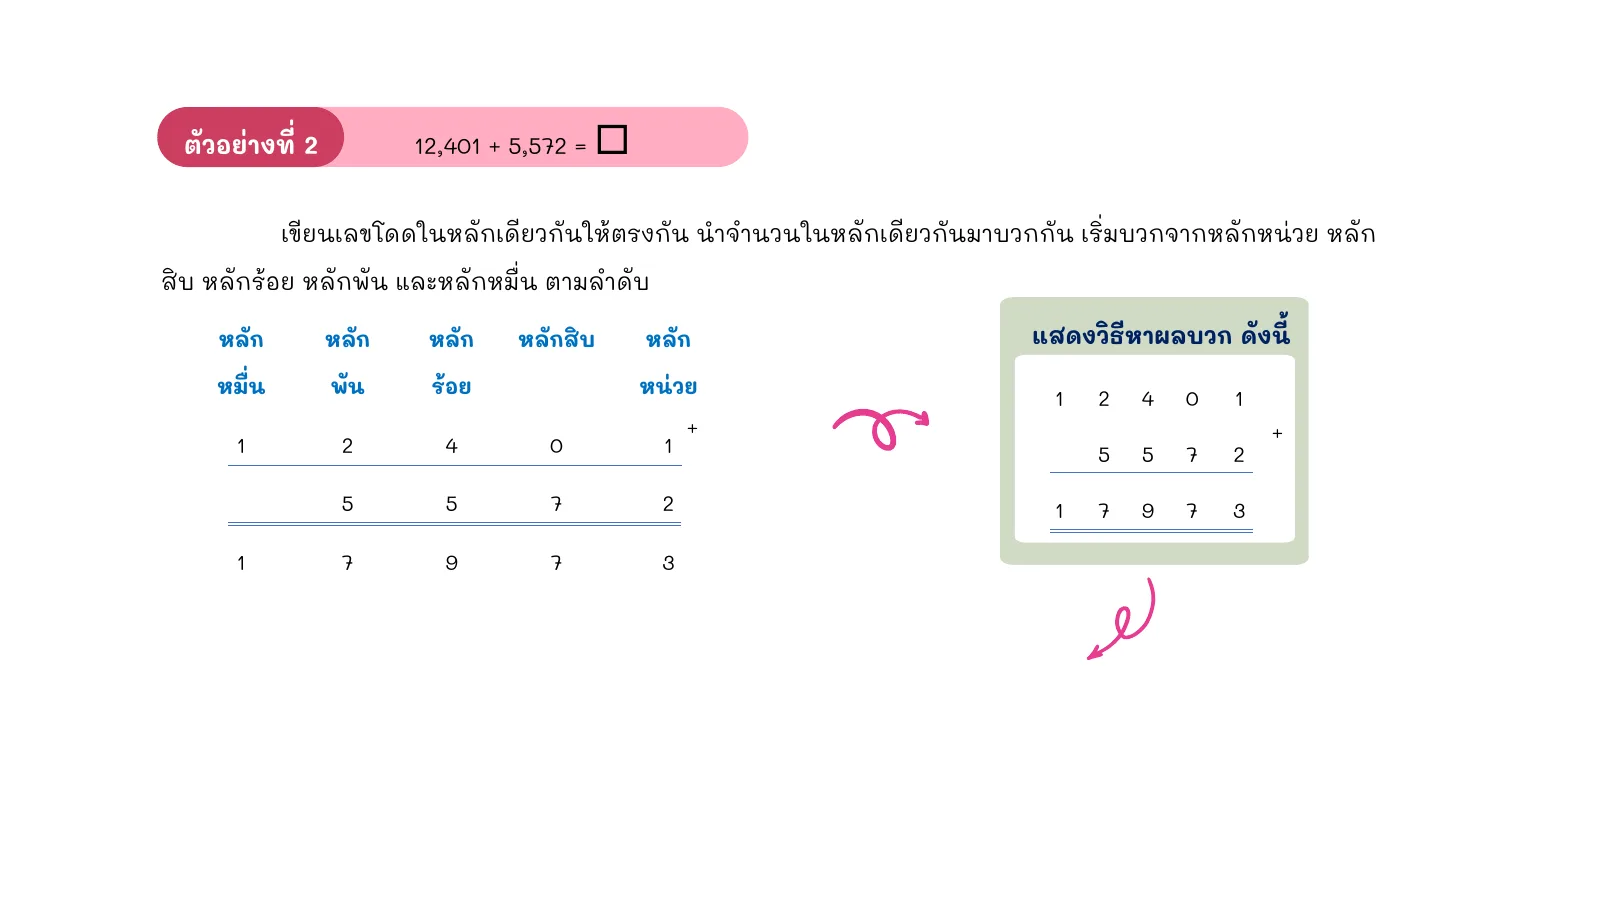 ตัวอย่างที่ 2
12,401 + 5,572 = □
เขียนเลขโดดในหลักเดียวกันให้ตรงกัน นำจำนวนในหลักเดียวกันมาบวกกัน เริ่มบวกจากหลักหน่วย หลัก
สิบ หลักร้อย หลักพัน และหลักหมื่น ตามลำดับ
หลัก หลัก หลัก หลักสิบ หลัก
หมื่น พัน ร้อย หน่วย
1 2 4 0 1 +
5 5 7 2
1 7 9 7 3
แสดงวิธีหาผลบวก ดังนี้
1 2 4 0 1
+
5 5 7 2
1 7 9 7 3